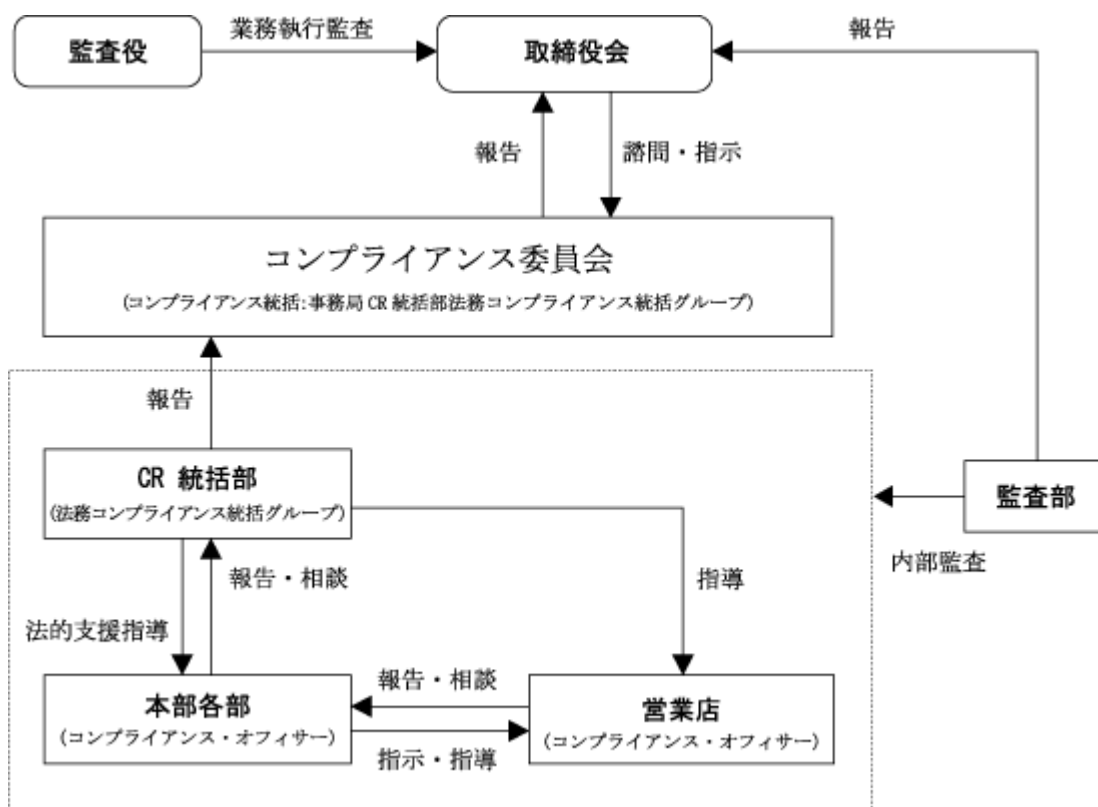 監査役
業務執行監査
取締役会
報告
報告
諮問・指示
コンプライアンス委員会
(コンプライアンス統括:事務局 CR 統括部法務コンプライアンス統括グループ)
報告
CR 統括部
(法務コンプライアンス統括グループ)
監査部
内部監査
報告・相談
指導
法的支援指導
本部各部
(コンプライアンス・オフィサー)
報告・相談
指示・指導
営業店
(コンプライアンス・オフィサー)